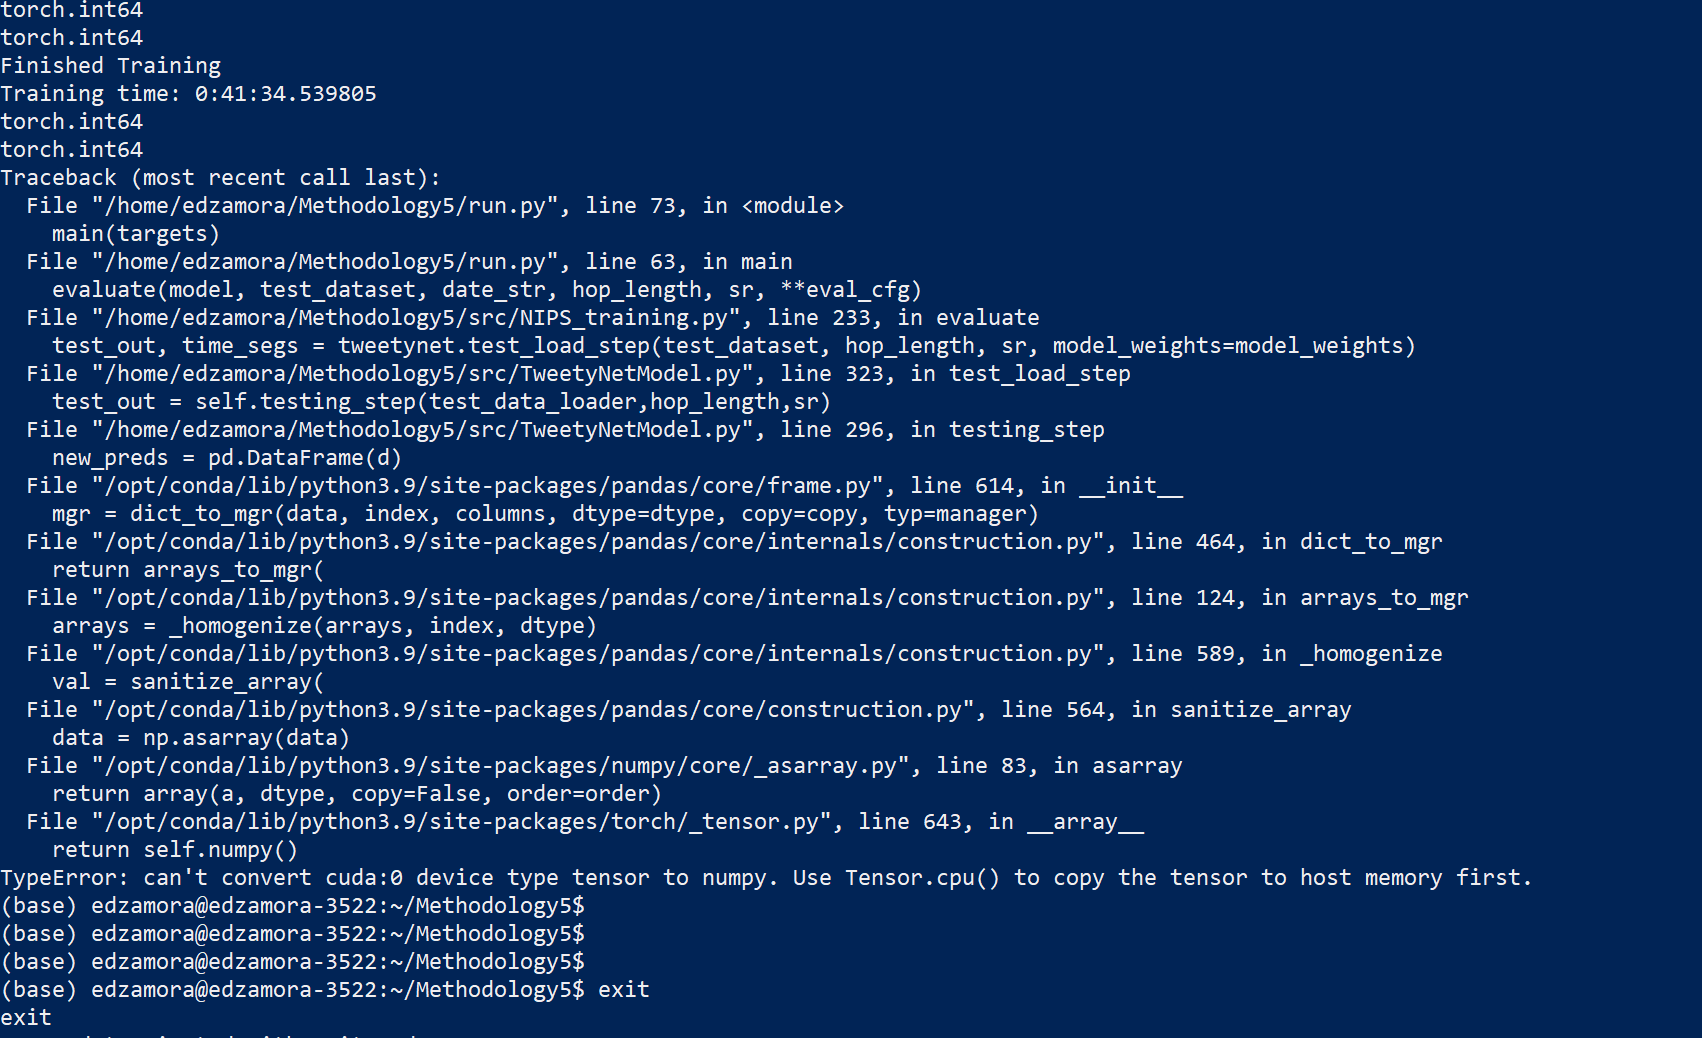 torch.int64
torch.int64
Finished Training
Training time: 0:41:34.539805
torch.int64
torch.int64
Traceback (most recent call last):
  File "/home/edzamora/Methodology5/run.py", line 73, in <module>
    main(targets)
  File "/home/edzamora/Methodology5/run.py", line 63, in main
    evaluate(model, test_dataset, date_str, hop_length, sr, **eval_cfg)
  File "/home/edzamora/Methodology5/src/NIPS_training.py", line 233, in evaluate
    test_out, time_segs = tweetynet.test_load_step(test_dataset, hop_length, sr, model_weights=model_weights)
  File "/home/edzamora/Methodology5/src/TweetyNetModel.py", line 323, in test_load_step
    test_out = self.testing_step(test_data_loader,hop_length,sr)
  File "/home/edzamora/Methodology5/src/TweetyNetModel.py", line 296, in testing_step
    new_preds = pd.DataFrame(d)
  File "/opt/conda/lib/python3.9/site-packages/pandas/core/frame.py", line 614, in __init__
    mgr = dict_to_mgr(data, index, columns, dtype=dtype, copy=copy, typ=manager)
  File "/opt/conda/lib/python3.9/site-packages/pandas/core/internals/construction.py", line 464, in dict_to_mgr
    return arrays_to_mgr(
  File "/opt/conda/lib/python3.9/site-packages/pandas/core/internals/construction.py", line 124, in arrays_to_mgr
    arrays = _homogenize(arrays, index, dtype)
  File "/opt/conda/lib/python3.9/site-packages/pandas/core/internals/construction.py", line 589, in _homogenize
    val = sanitize_array(
  File "/opt/conda/lib/python3.9/site-packages/pandas/core/construction.py", line 564, in sanitize_array
    data = np.asarray(data)
  File "/opt/conda/lib/python3.9/site-packages/numpy/core/_asarray.py", line 83, in asarray
    return array(a, dtype, copy=False, order=order)
  File "/opt/conda/lib/python3.9/site-packages/torch/_tensor.py", line 643, in __array__
    return self.numpy()
TypeError: can't convert cuda:0 device type tensor to numpy. Use Tensor.cpu() to copy the tensor to host memory first.
(base) edzamora@edzamora-3522:~/Methodology5$
(base) edzamora@edzamora-3522:~/Methodology5$
(base) edzamora@edzamora-3522:~/Methodology5$
(base) edzamora@edzamora-3522:~/Methodology5$ exit
exit